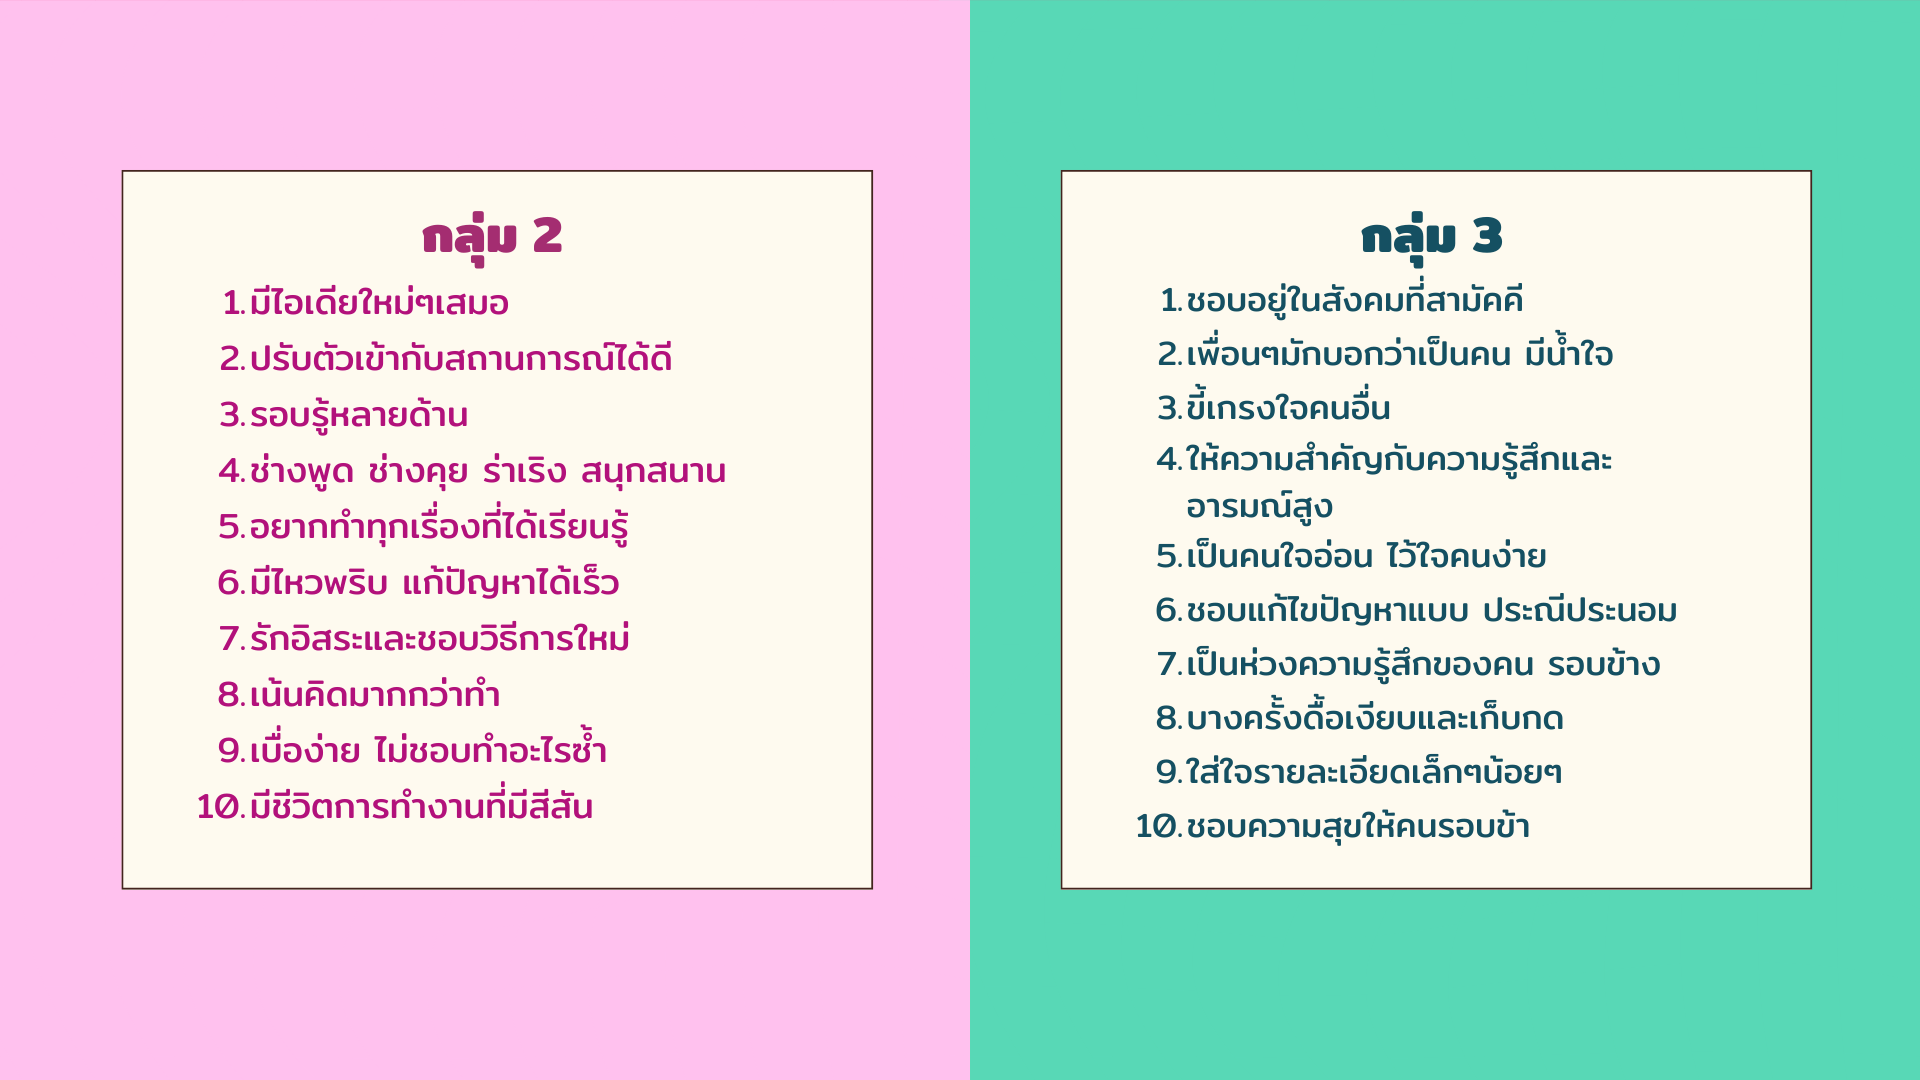 กลุ่ม 2
1. มีไอเดียใหม่ๆเสมอ
2. ปรับตัวเข้ากับสถานการณ์ได้ดี
3. รอบรู้หลายด้าน
4. ช่างพูด ช่างคุย ร่าเริง สนุกสนาน
5. อยากทำทุกเรื่องที่ได้เรียนรู้
6. มีไหวพริบ แก้ปัญหาได้เร็ว
7. รักอิสระและชอบวิธีการใหม่
8. เน้นคิดมากกว่าทำ
9. เบื่อง่าย ไม่ชอบทำอะไรซ้ำ
10. มีชีวิตการทำงานที่มีสีสัน
กลุ่ม 3
1. ชอบอยู่ในสังคมที่สามัคคี
2. เพื่อนๆมักบอกว่าเป็นคน มีน้ำใจ
3. ขี้เกรงใจคนอื่น
4. ให้ความสำคัญกับความรู้สึกและ
อารมณ์สูง
5. เป็นคนใจอ่อน ไว้ใจคนง่าย
6. ชอบแก้ไขปัญหาแบบ ประณีประนอม
7. เป็นห่วงความรู้สึกของคน รอบข้าง
8. บางครั้งดื้อเงียบและเก็บกด
9. ใส่ใจรายละเอียดเล็กๆน้อยๆ
10. ชอบความสุขให้คนรอบข้า